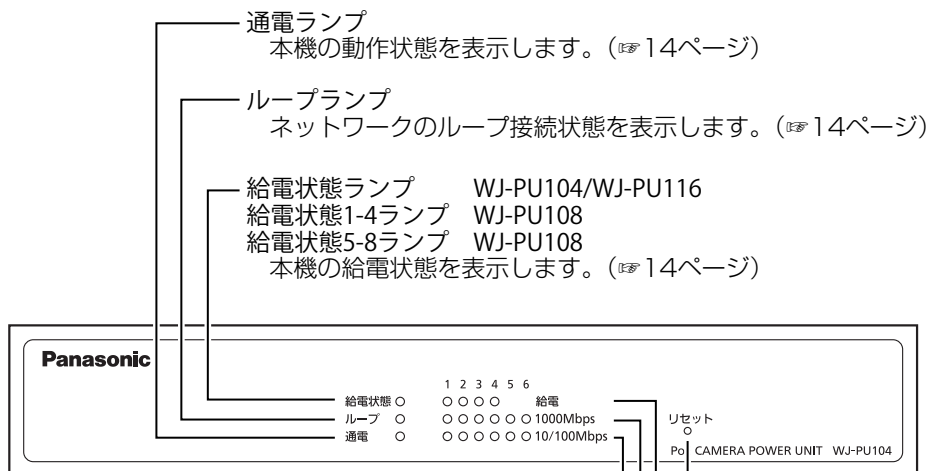 通電ランプ
本機の動作状態を表示します。(☞14ページ)
ループランプ
ネットワークのループ接続状態を表示します。(☞14ページ)
給電状態ランプ WJ-PU104/WJ-PU116
給電状態1-4ランプ WJ-PU108
給電状態5-8ランプ WJ-PU108
本機の給電状態を表示します。(☞14ページ)
Panasonic
1 2 3 4 5 6
給電状態 給電
ループ 1000Mbps
通電 10/100Mbps
リセット
CAMERA POWER UNIT WJ-PU104